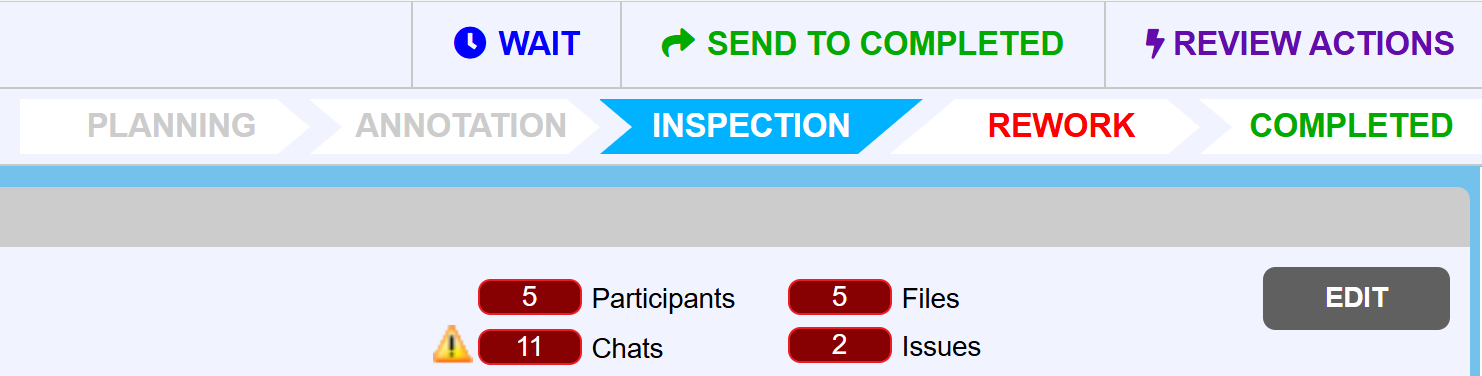 WAIT SEND TO COMPLETED REVIEW ACTIONS
PLANNING ANNOTATION INSPECTION REWORK COMPLETED
5 Participants 5 Files EDIT
11 Chats 2 Issues